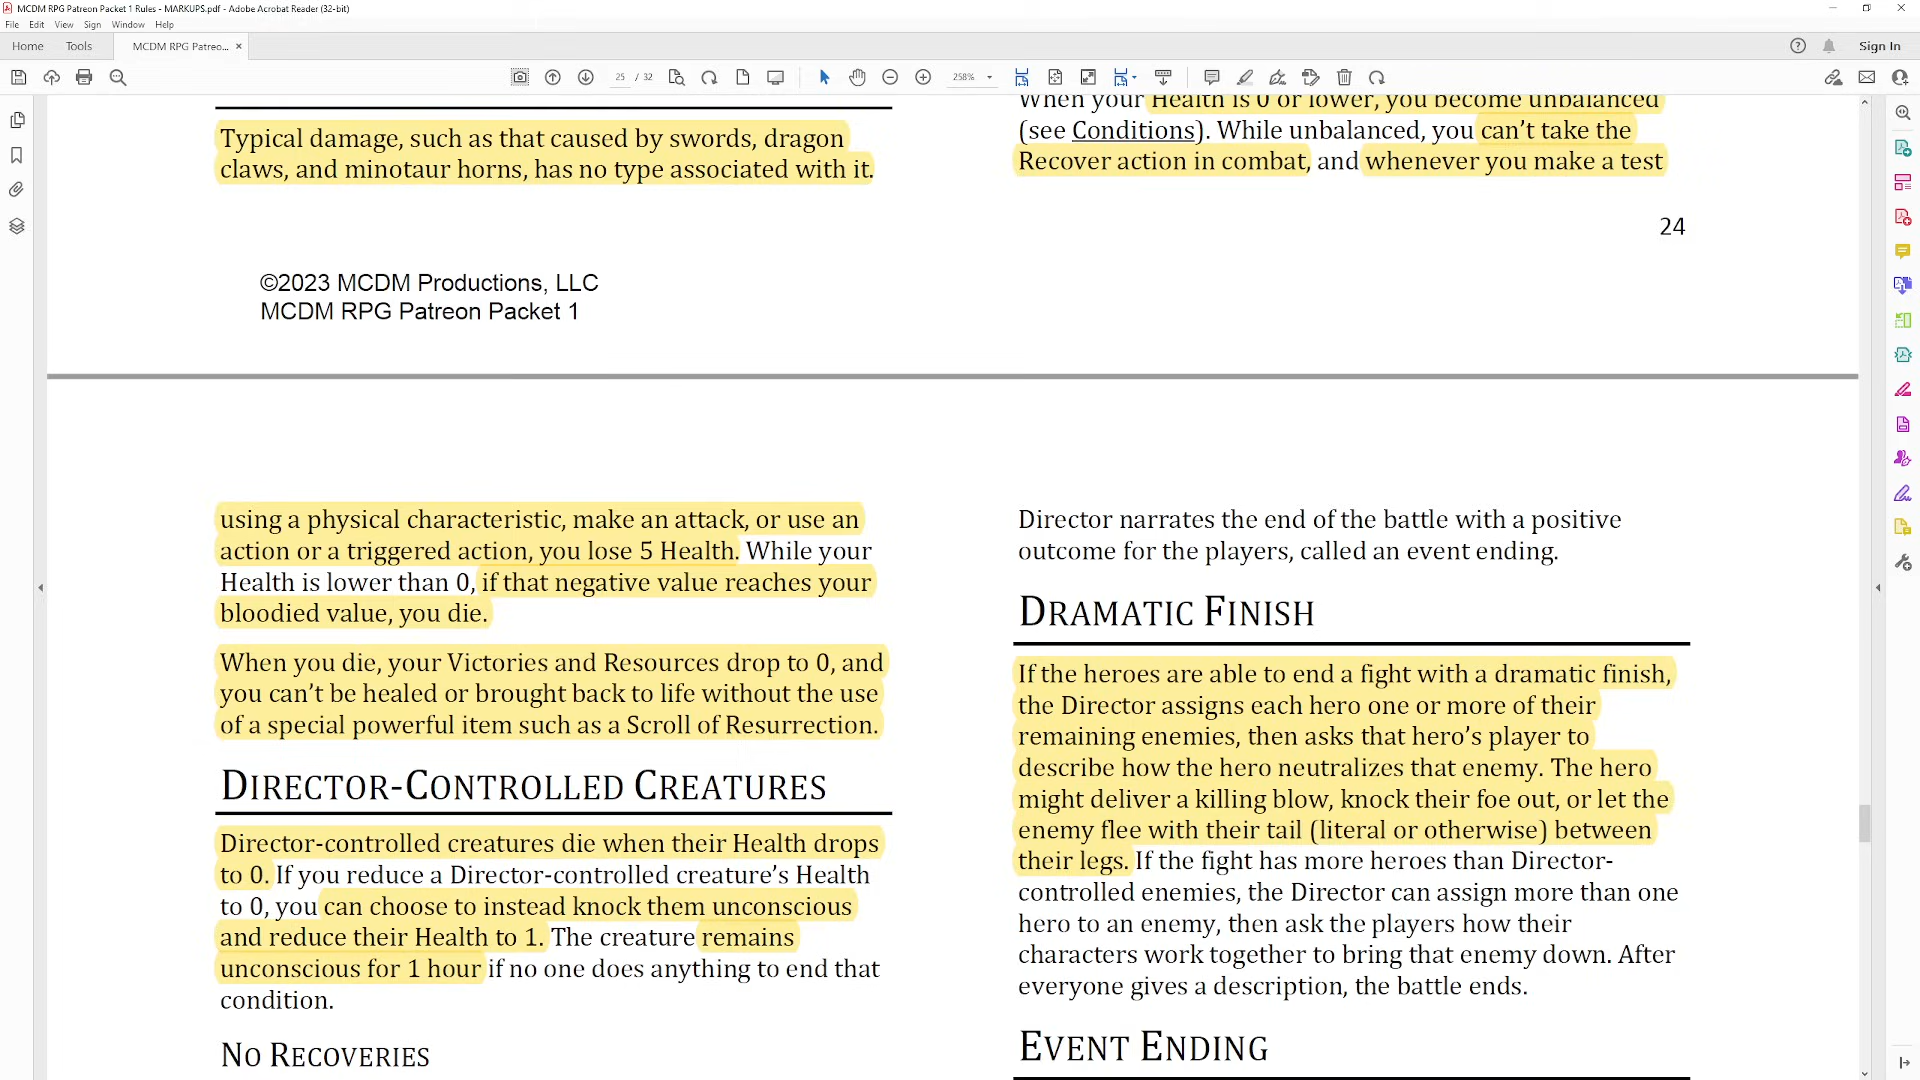 MCDM RPG Patreon Packet 1 Rules - MARKUPS.pdf - Adobe Acrobat Reader (32-bit)
File Edit View Sign Window Help
Home Tools MCDM RPG Patreo... × Sign In
25 / 32 258%
Typical damage, such as that caused by swords, dragon
claws, and minotaur horns, has no type associated with it.
When your Health is 0 or lower, you become unbalanced
(see Conditions). While unbalanced, you can’t take the
Recover action in combat, and whenever you make a test
24
©2023 MCDM Productions, LLC
MCDM RPG Patreon Packet 1
using a physical characteristic, make an attack, or use an
action or a triggered action, you lose 5 Health. While your
Health is lower than 0, if that negative value reaches your
bloodied value, you die.
When you die, your Victories and Resources drop to 0, and
you can’t be healed or brought back to life without the use
of a special powerful item such as a Scroll of Resurrection.
DIRECTOR-CONTROLLED CREATURES
Director-controlled creatures die when their Health drops
to 0. If you reduce a Director-controlled creature’s Health
to 0, you can choose to instead knock them unconscious
and reduce their Health to 1. The creature remains
unconscious for 1 hour if no one does anything to end that
condition.
NO RECOVERIES
Director narrates the end of the battle with a positive
outcome for the players, called an event ending.
DRAMATIC FINISH
If the heroes are able to end a fight with a dramatic finish,
the Director assigns each hero one or more of their
remaining enemies, then asks that hero’s player to
describe how the hero neutralizes that enemy. The hero
might deliver a killing blow, knock their foe out, or let the
enemy flee with their tail (literal or otherwise) between
their legs. If the fight has more heroes than Director-
controlled enemies, the Director can assign more than one
hero to an enemy, then ask the players how their
characters work together to bring that enemy down. After
everyone gives a description, the battle ends.
EVENT ENDING